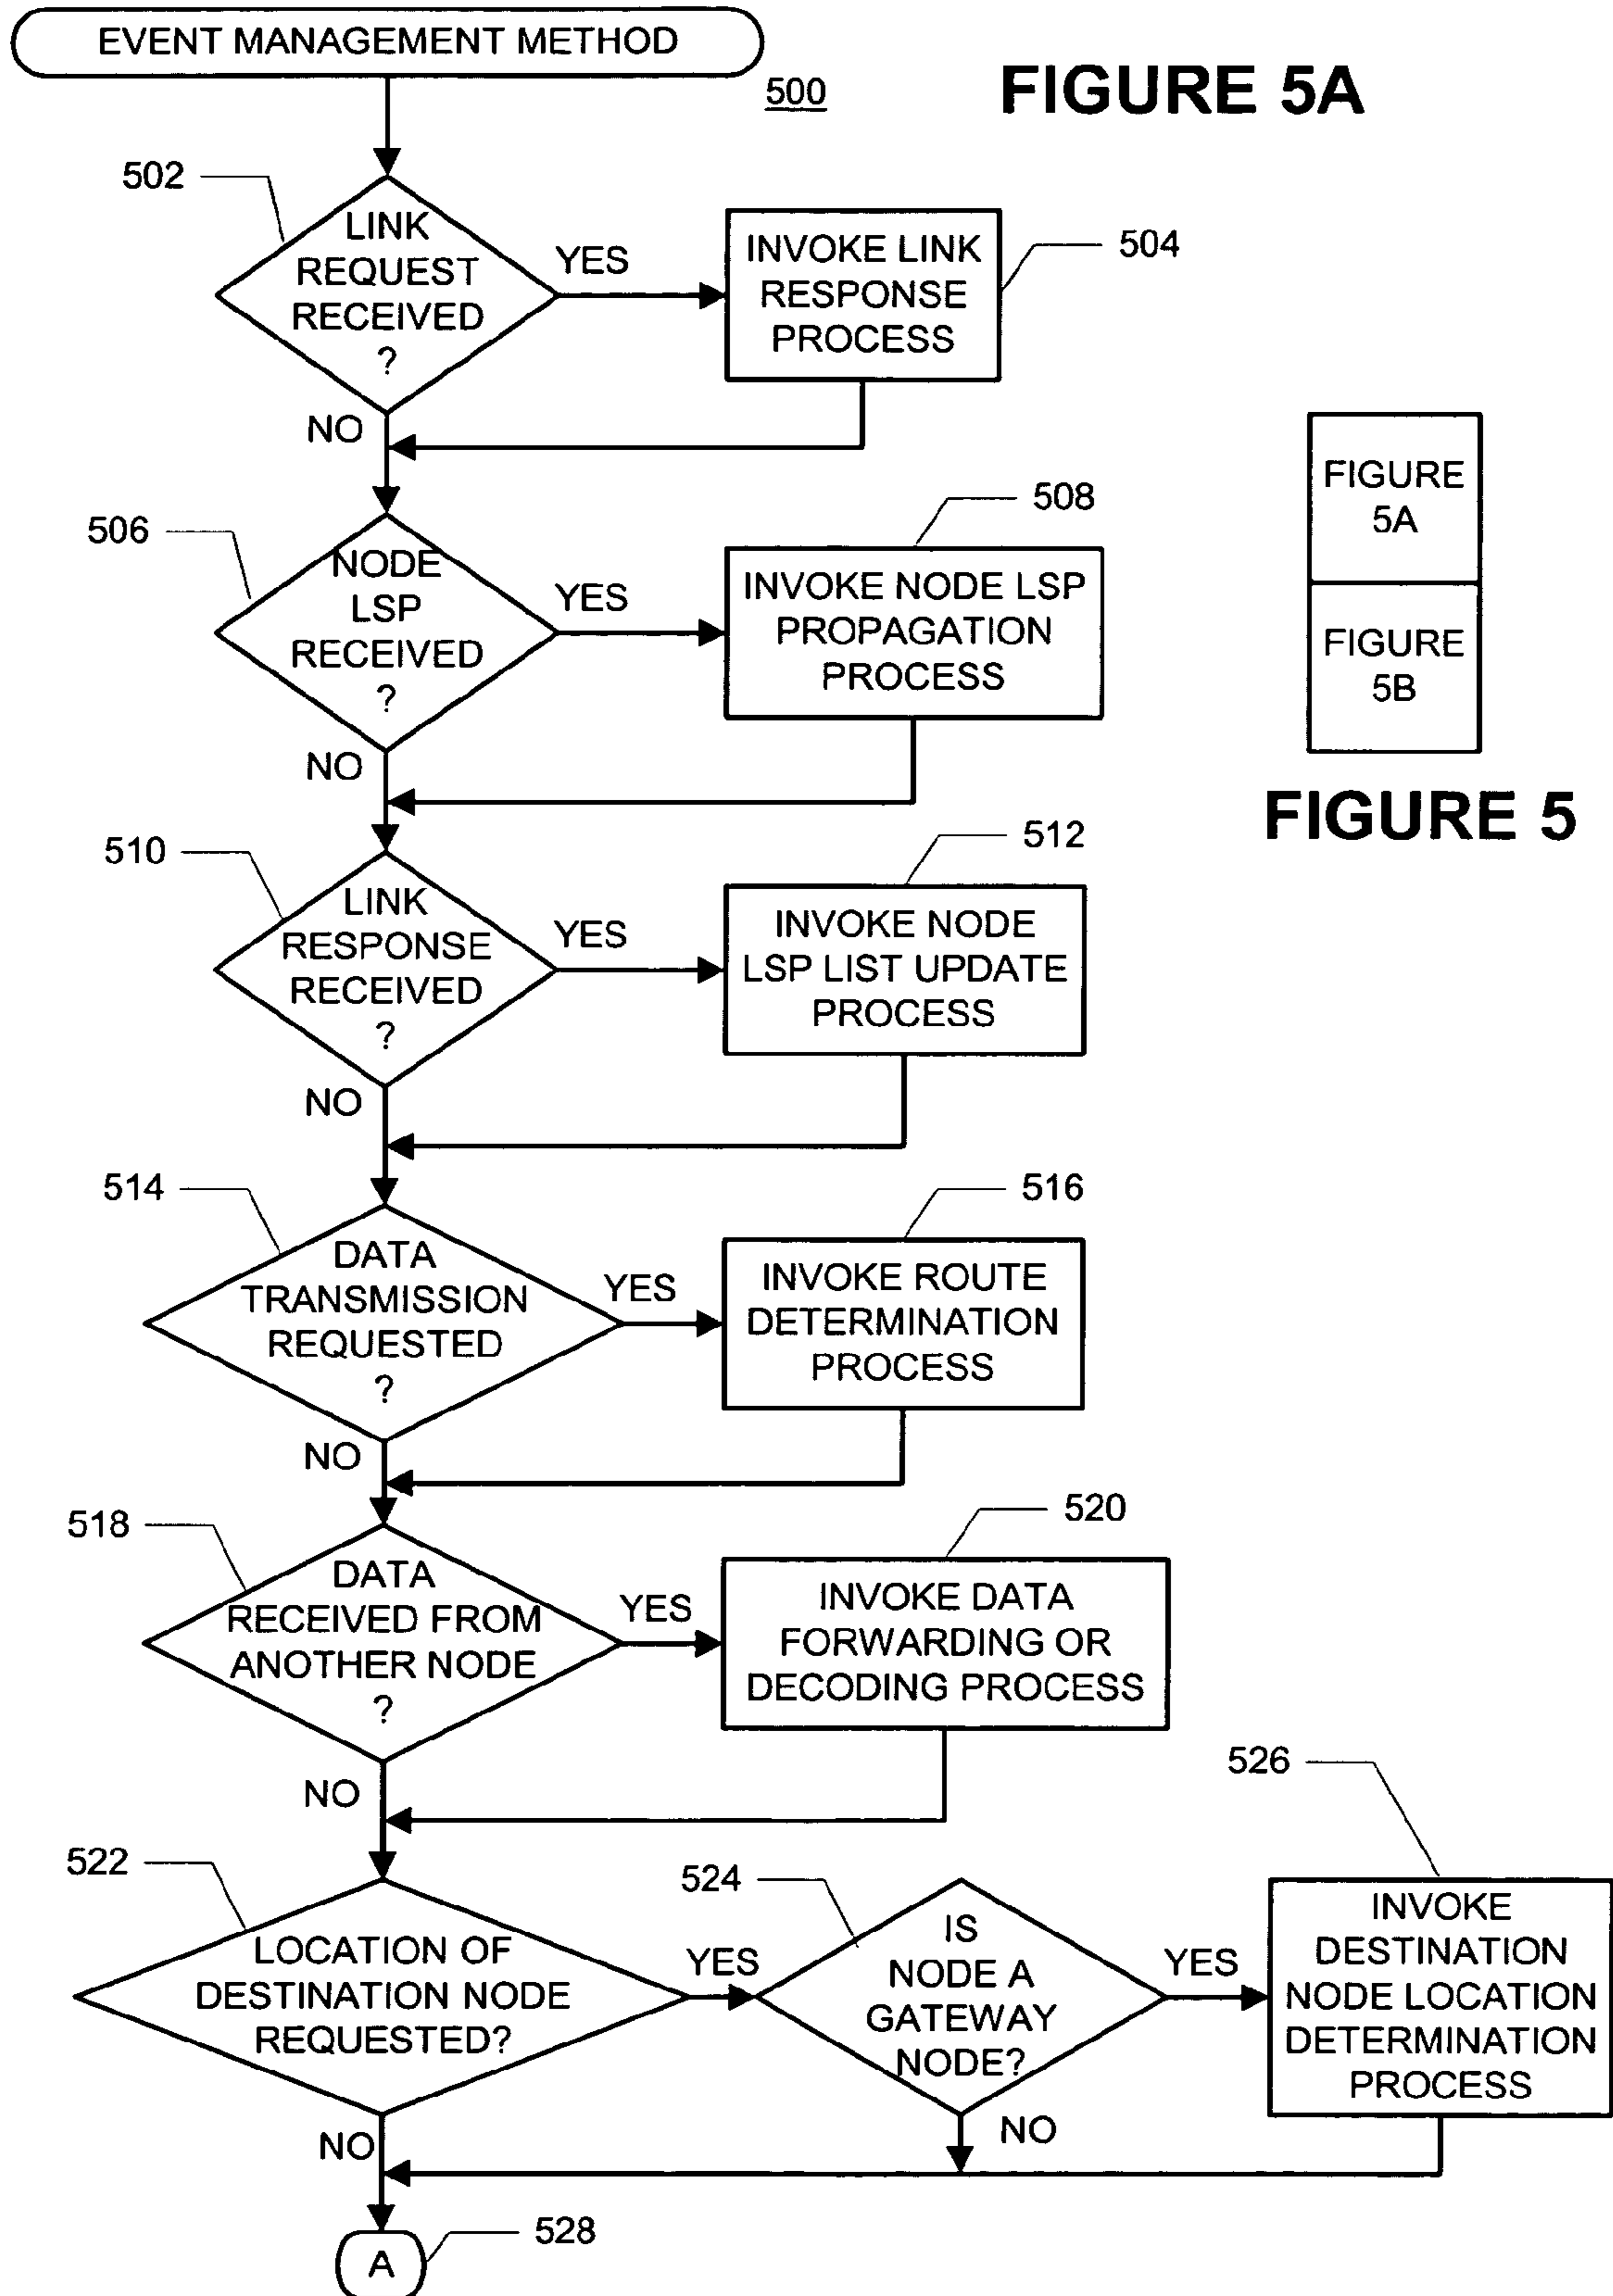 EVENT MANAGEMENT METHOD
500
FIGURE 5A
502
LINK
REQUEST
RECEIVED
?
YES
INVOKE LINK
RESPONSE
PROCESS
504
NO
506
NODE
LSP
RECEIVED
?
YES
508
INVOKE NODE LSP
PROPAGATION
PROCESS
NO
FIGURE
5A
FIGURE
5B
FIGURE 5
510
LINK
RESPONSE
RECEIVED
?
YES
512
INVOKE NODE
LSP LIST UPDATE
PROCESS
NO
514
DATA
TRANSMISSION
REQUESTED
?
YES
516
INVOKE ROUTE
DETERMINATION
PROCESS
NO
518
DATA
RECEIVED FROM
ANOTHER NODE
?
YES
520
INVOKE DATA
FORWARDING OR
DECODING PROCESS
NO
522
LOCATION OF
DESTINATION NODE
REQUESTED?
YES
524
IS
NODE A
GATEWAY
NODE?
YES
526
INVOKE
DESTINATION
NODE LOCATION
DETERMINATION
PROCESS
NO
NO
A
528